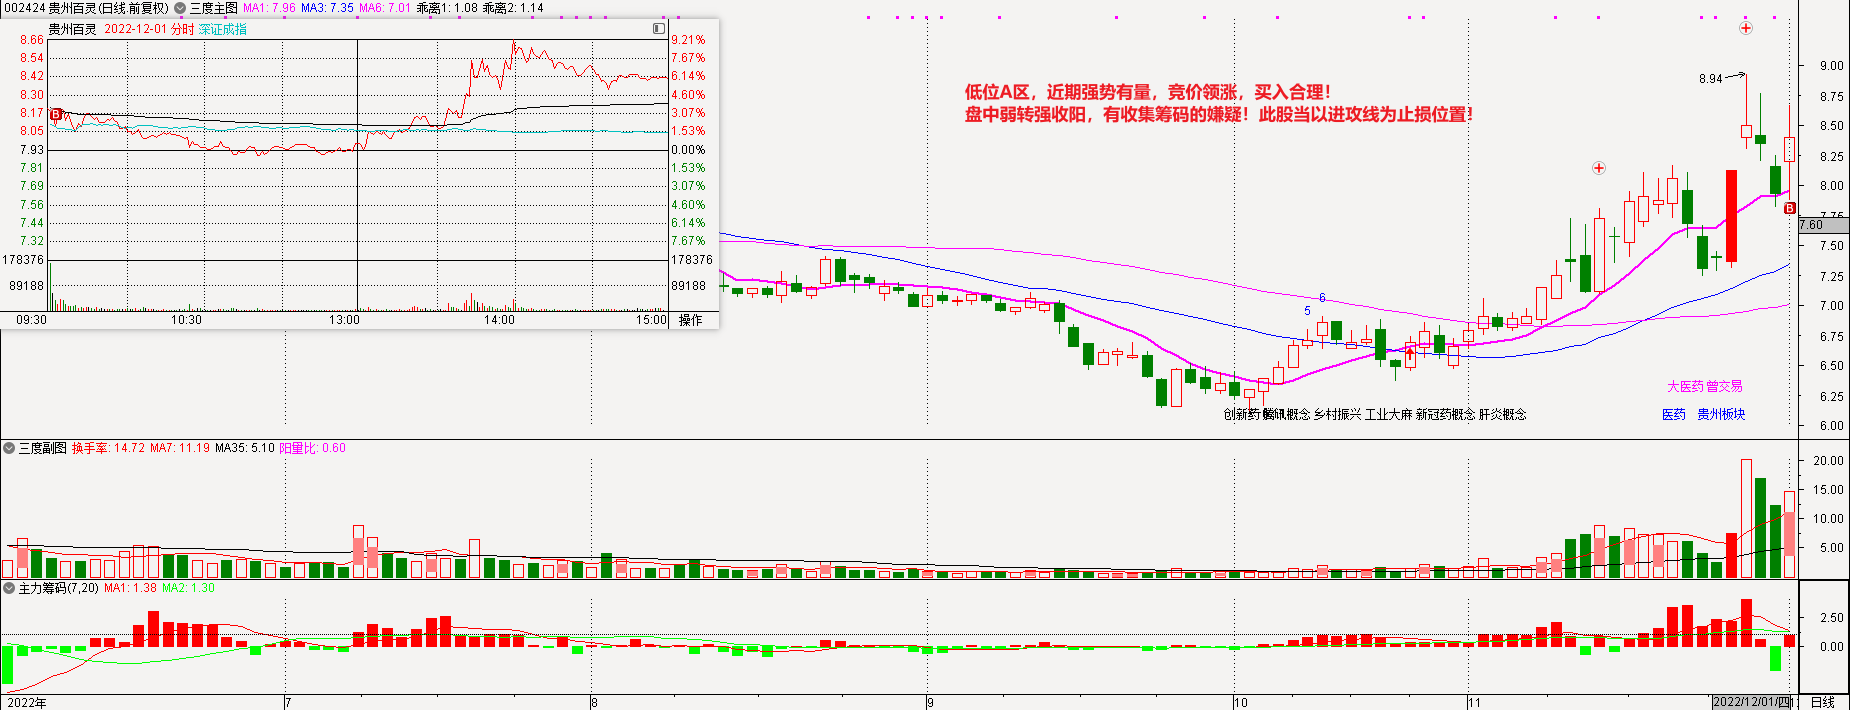 002424 贵州百灵(日线.前复权) 三度主图 MA1: 7.96 MA3: 7.35 MA6: 7.01 乖离1: 1.08 乖离2: 1.14
贵州百灵 2022-12-01 分时 深证成指
8.66 9.21%
8.54 7.67%
8.42 6.14%
8.30 4.60%
8.17 B 3.07%
8.05 1.53%
7.93 0.00%
7.81 1.53%
7.69 3.07%
7.56 4.60%
7.44 6.14%
7.32 7.67%
178376 178376
89188 89188
09:30 10:30 13:00 14:00 15:00 操作
低位A区，近期强势有量，竞价领涨，买入合理！
盘中弱转强收阳，有收集筹码的嫌疑！此股当以进攻线为止损位置！
8.94
B
6
5
9.00
8.75
8.50
8.25
8.00
7.75
7.60
7.50
7.25
7.00
6.75
6.50
6.25
6.00
大医药 曾交易
创新药 腾讯概念 乡村振兴 工业大麻 新冠药概念 肝炎概念
医药 贵州板块
三度副图 换手率: 14.72 MA7: 11.19 MA35: 5.10 阳量比: 0.60
20.00
15.00
10.00
5.00
主力筹码(7,20) MA1: 1.38 MA2: 1.30
2.50
0.00
2022年 7 8 9 10 11 2022/12/01/四 日线